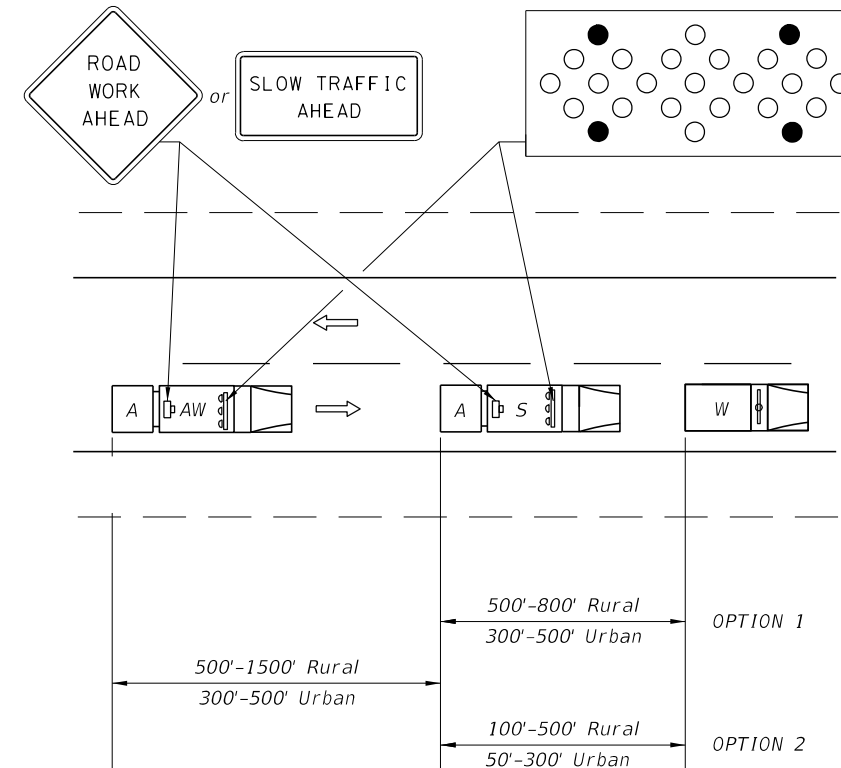 ROAD
WORK
AHEAD
or
SLOW TRAFFIC
AHEAD
A
AW
A
S
W
500'-800' Rural
300'-500' Urban
OPTION 1
500'-1500' Rural
300'-500' Urban
100'-500' Rural
50'-300' Urban
OPTION 2